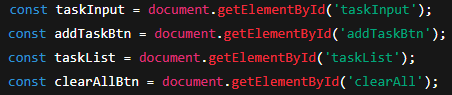 const taskInput = document.getElementById('taskInput');
const addTaskBtn = document.getElementById('addTaskBtn');
const taskList = document.getElementById('taskList');
const clearAllBtn = document.getElementById('clearAll');